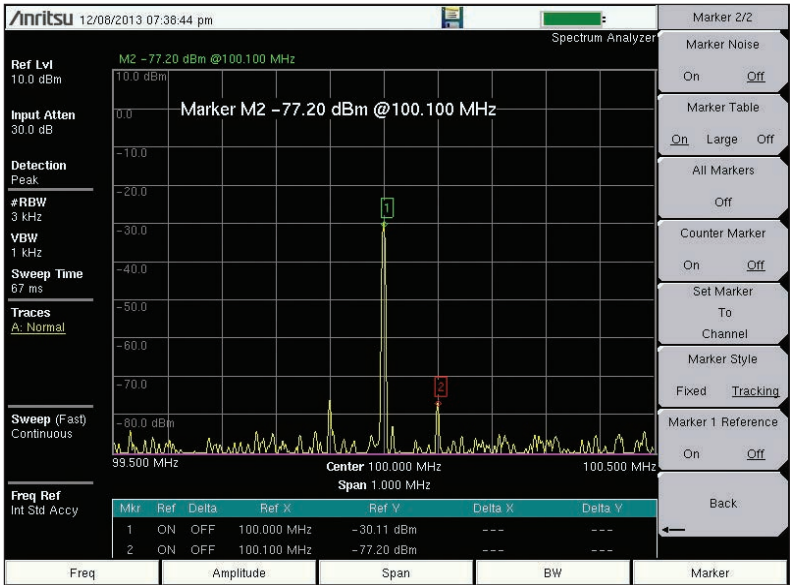 Anritsu 12/08/2013 07:38:44 pm
Spectrum Analyzer
M2 -77.20 dBm @100.100 MHz
Ref Lvl
10.0 dBm
Input Atten
30.0 dB
Detection
Peak
#RBW
3 kHz
VBW
1 kHz
Sweep Time
67 ms
Traces
A: Normal
Sweep (Fast)
Continuous
Freq Ref
Int Std Accy
10.0 dBm
Marker M2 -77.20 dBm @100.100 MHz
0.0
-10.0
-20.0
1
-30.0
-40.0
-50.0
-60.0
-70.0
2
-80.0 dBm
99.500 MHz
Center 100.000 MHz
100.500 MHz
Span 1.000 MHz
Mkr Ref Delta Ref X Ref Y Delta X Delta Y
1 ON OFF 100.000 MHz -30.11 dBm --- ---
2 ON OFF 100.100 MHz -77.20 dBm --- ---
Marker 2/2
Marker Noise
On Off
Marker Table
On Large Off
All Markers
Off
Counter Marker
On Off
Set Marker
To
Channel
Marker Style
Fixed Tracking
Marker 1 Reference
On Off
Back
Freq Amplitude Span BW Marker